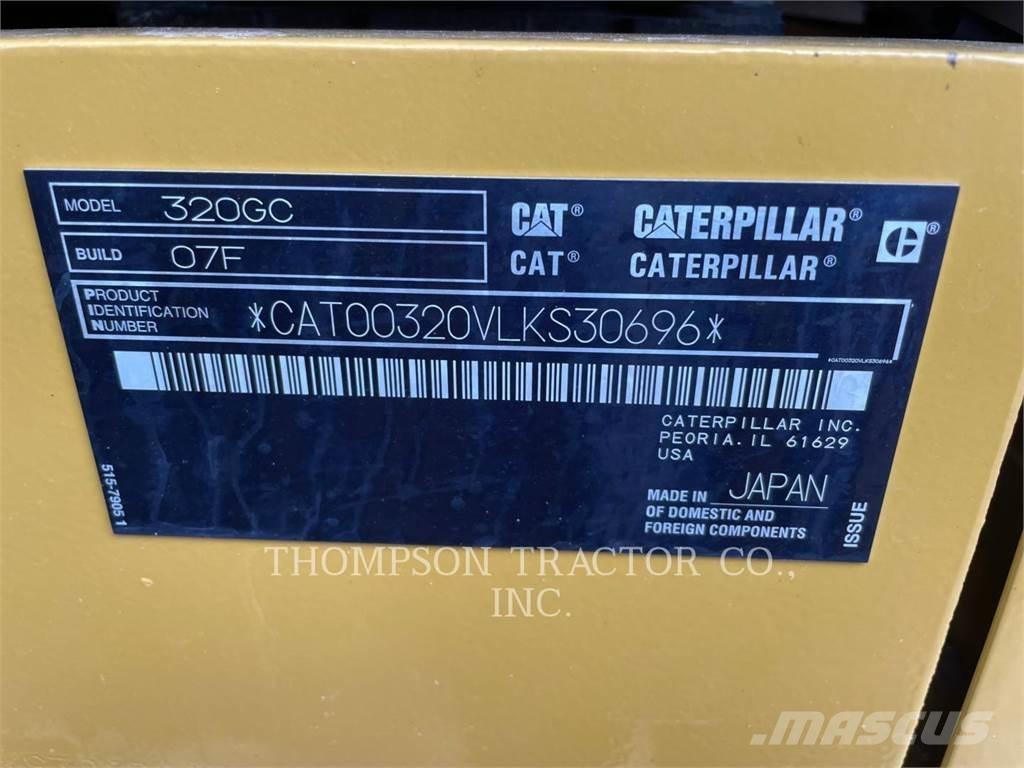 MODEL 320GC
BUILD 07F
CAT® CATERPILLAR® C®
CAT® CATERPILLAR®
PRODUCT
IDENTIFICATION
NUMBER
*CAT00320VLKS30696*
*CAT00320VLKS30696*
CATERPILLAR INC.
PEORIA. IL 61629
USA
MADE IN JAPAN
OF DOMESTIC AND
FOREIGN COMPONENTS
515-7905 1
ISSUE
THOMPSON TRACTOR CO.,
INC.
MASCUS